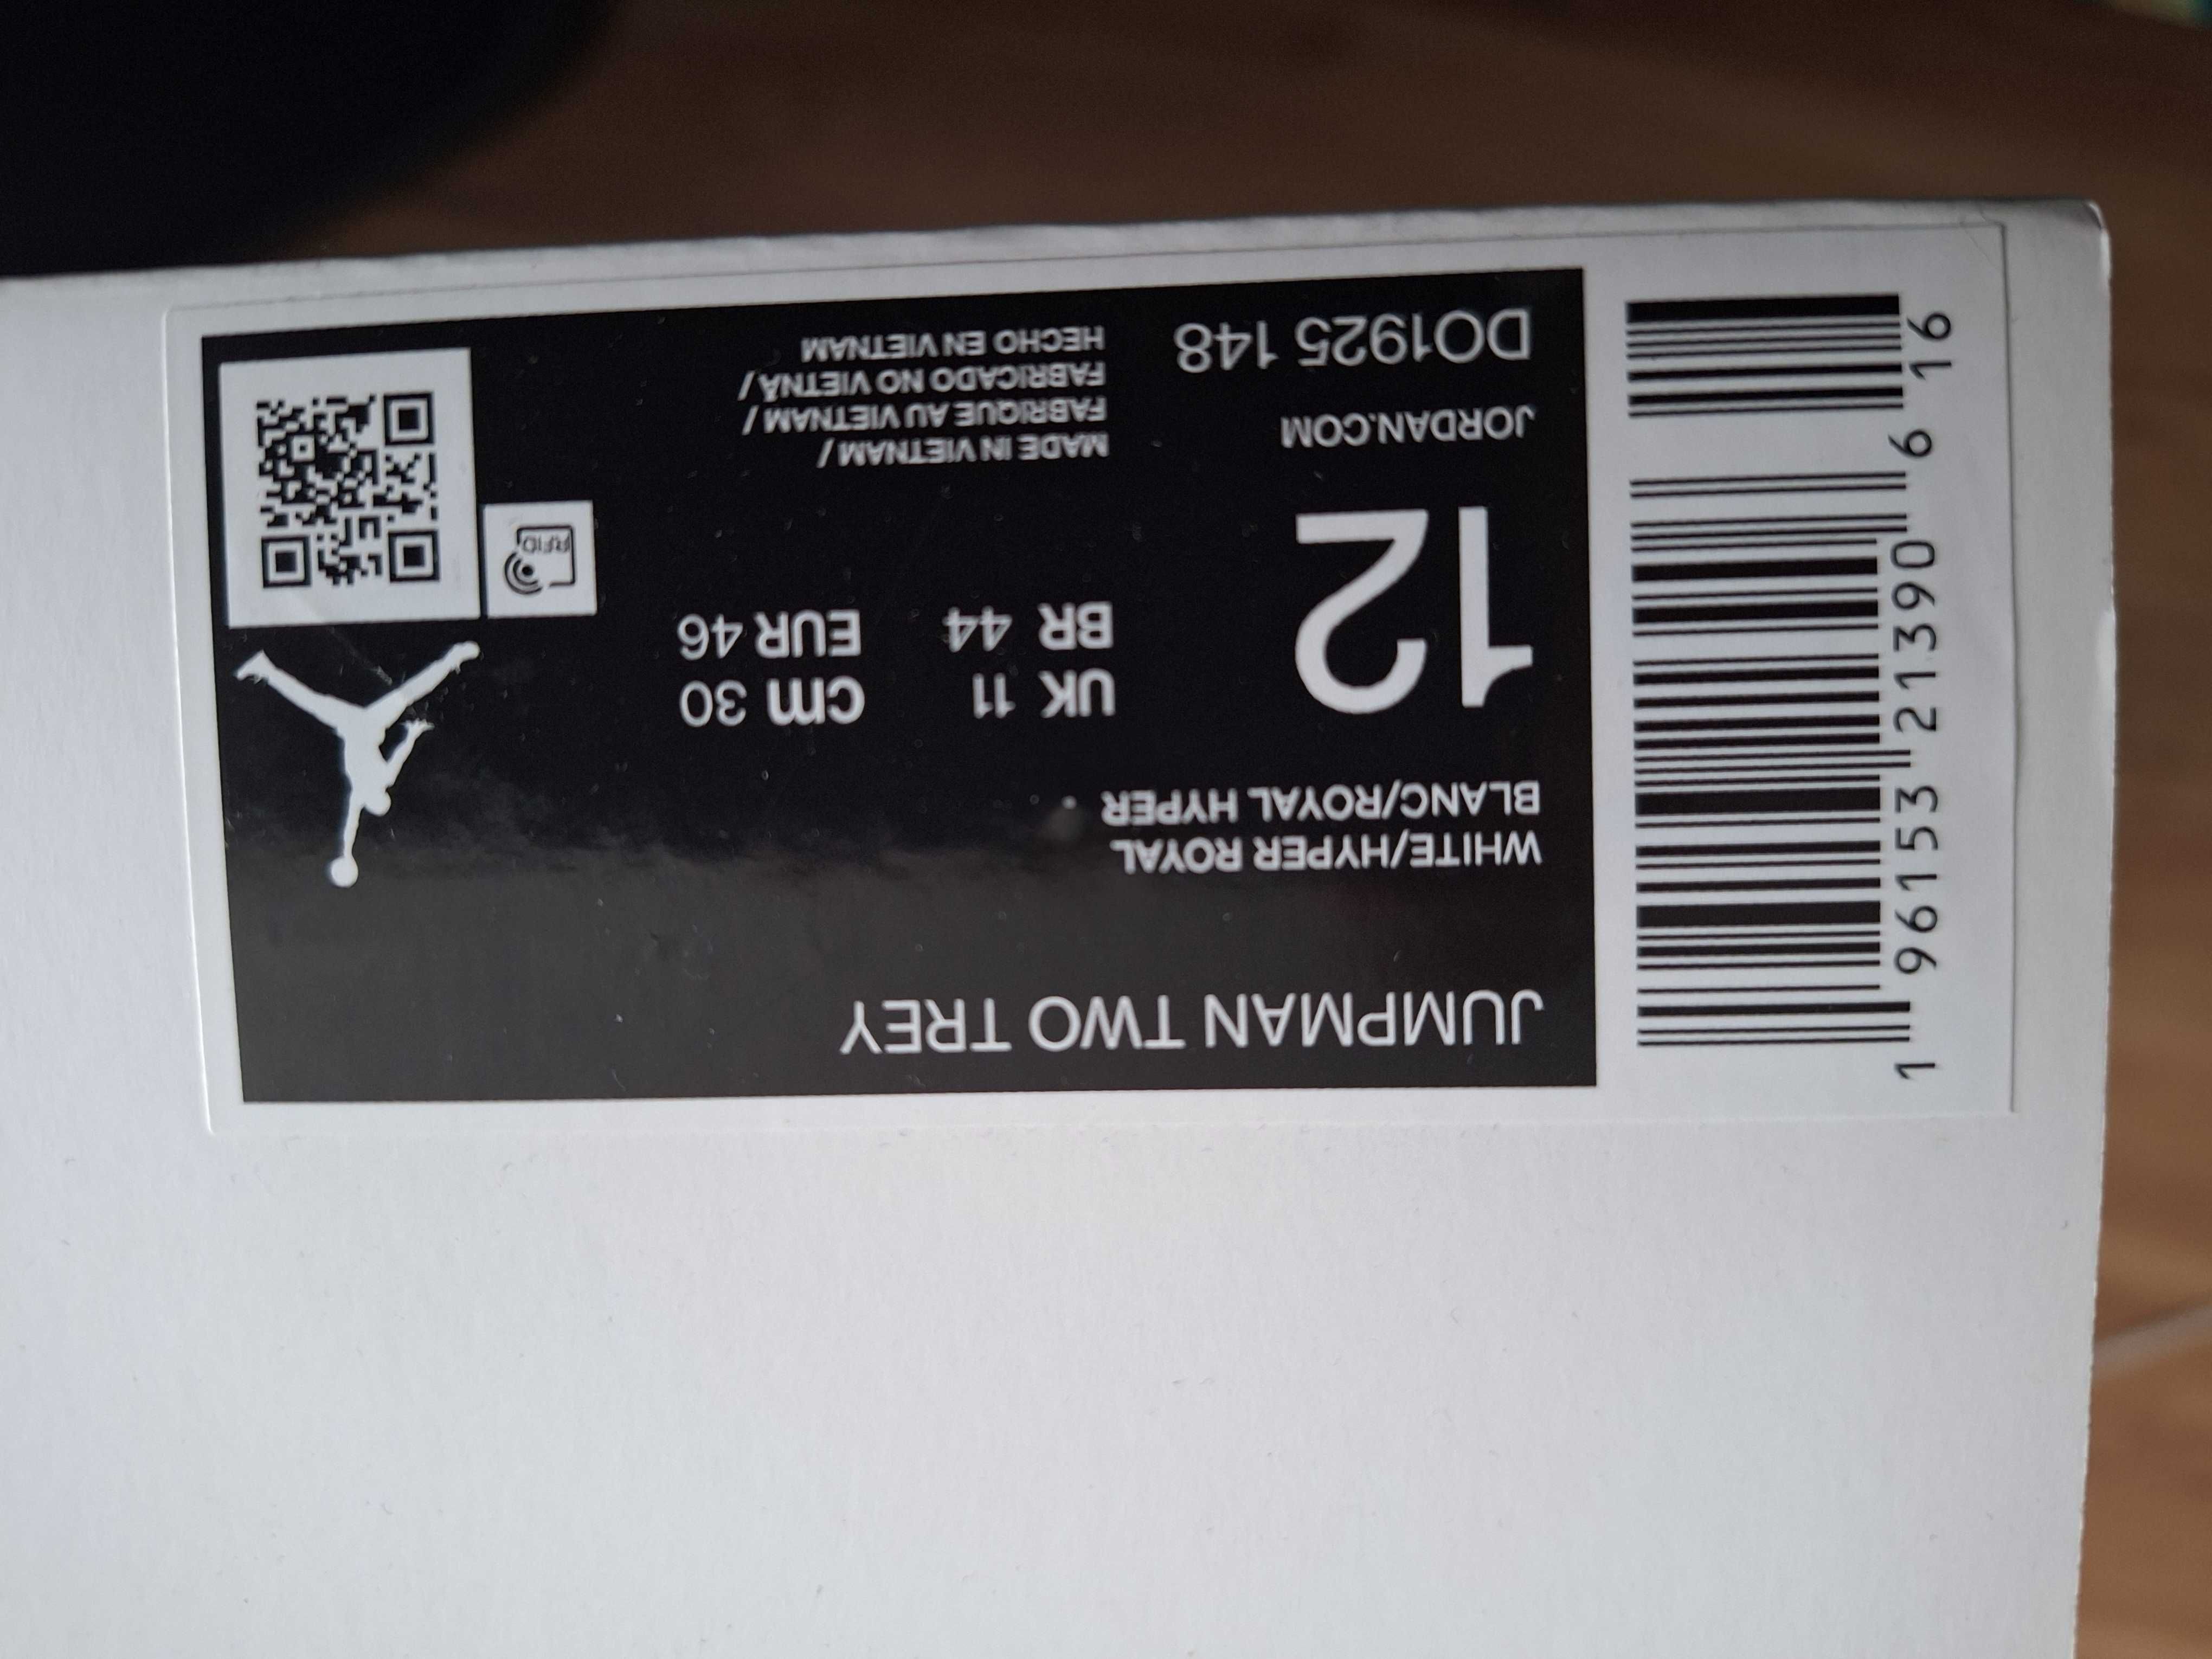 JUMPMAN TWO TREY
WHITE/HYPER ROYAL
BLANC/ROYAL HYPER
12
UK 11
cm 30
BR 44
EUR 46
RFID
JORDAN.COM
DO1925 148
MADE IN VIETNAM /
FABRIQUE AU VIETNAM /
FABRICADO NO VIETNÃ /
HECHO EN VIETNAM
1 96153 21390 6 16